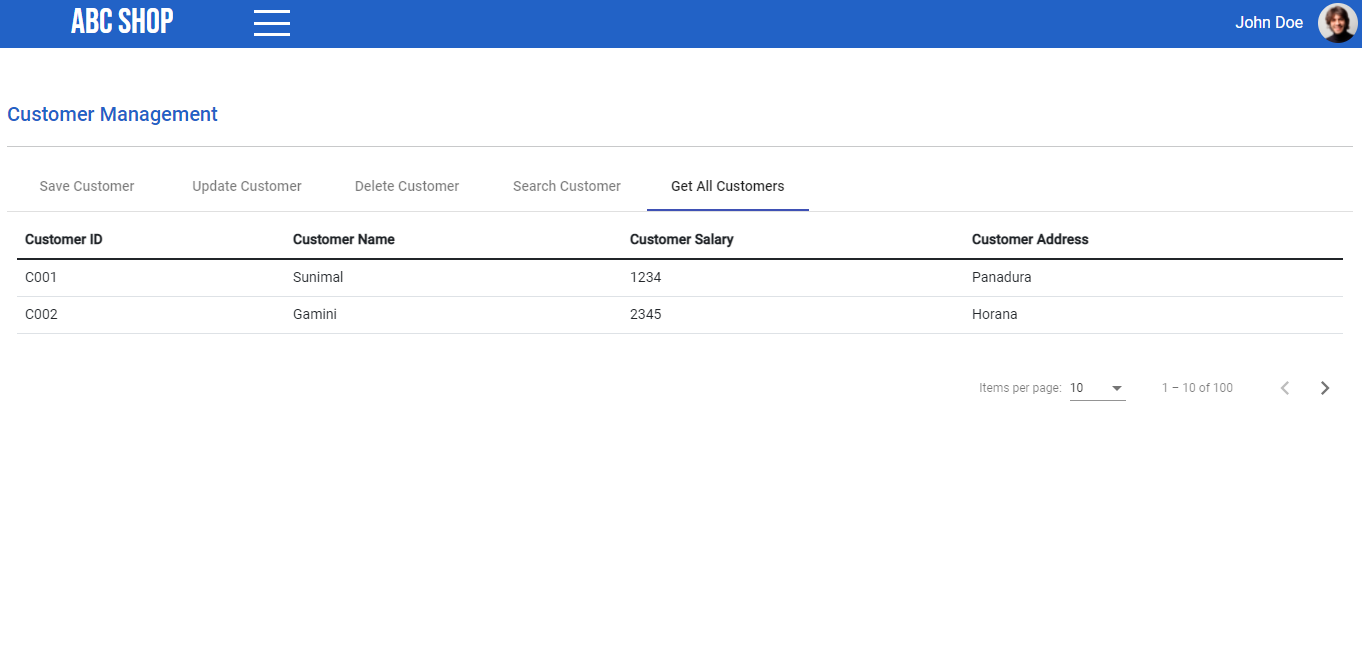 ABC SHOP
John Doe
Customer Management
Save Customer Update Customer Delete Customer Search Customer Get All Customers
Customer ID Customer Name Customer Salary Customer Address
C001 Sunimal 1234 Panadura
C002 Gamini 2345 Horana
Items per page: 10 1 – 10 of 100